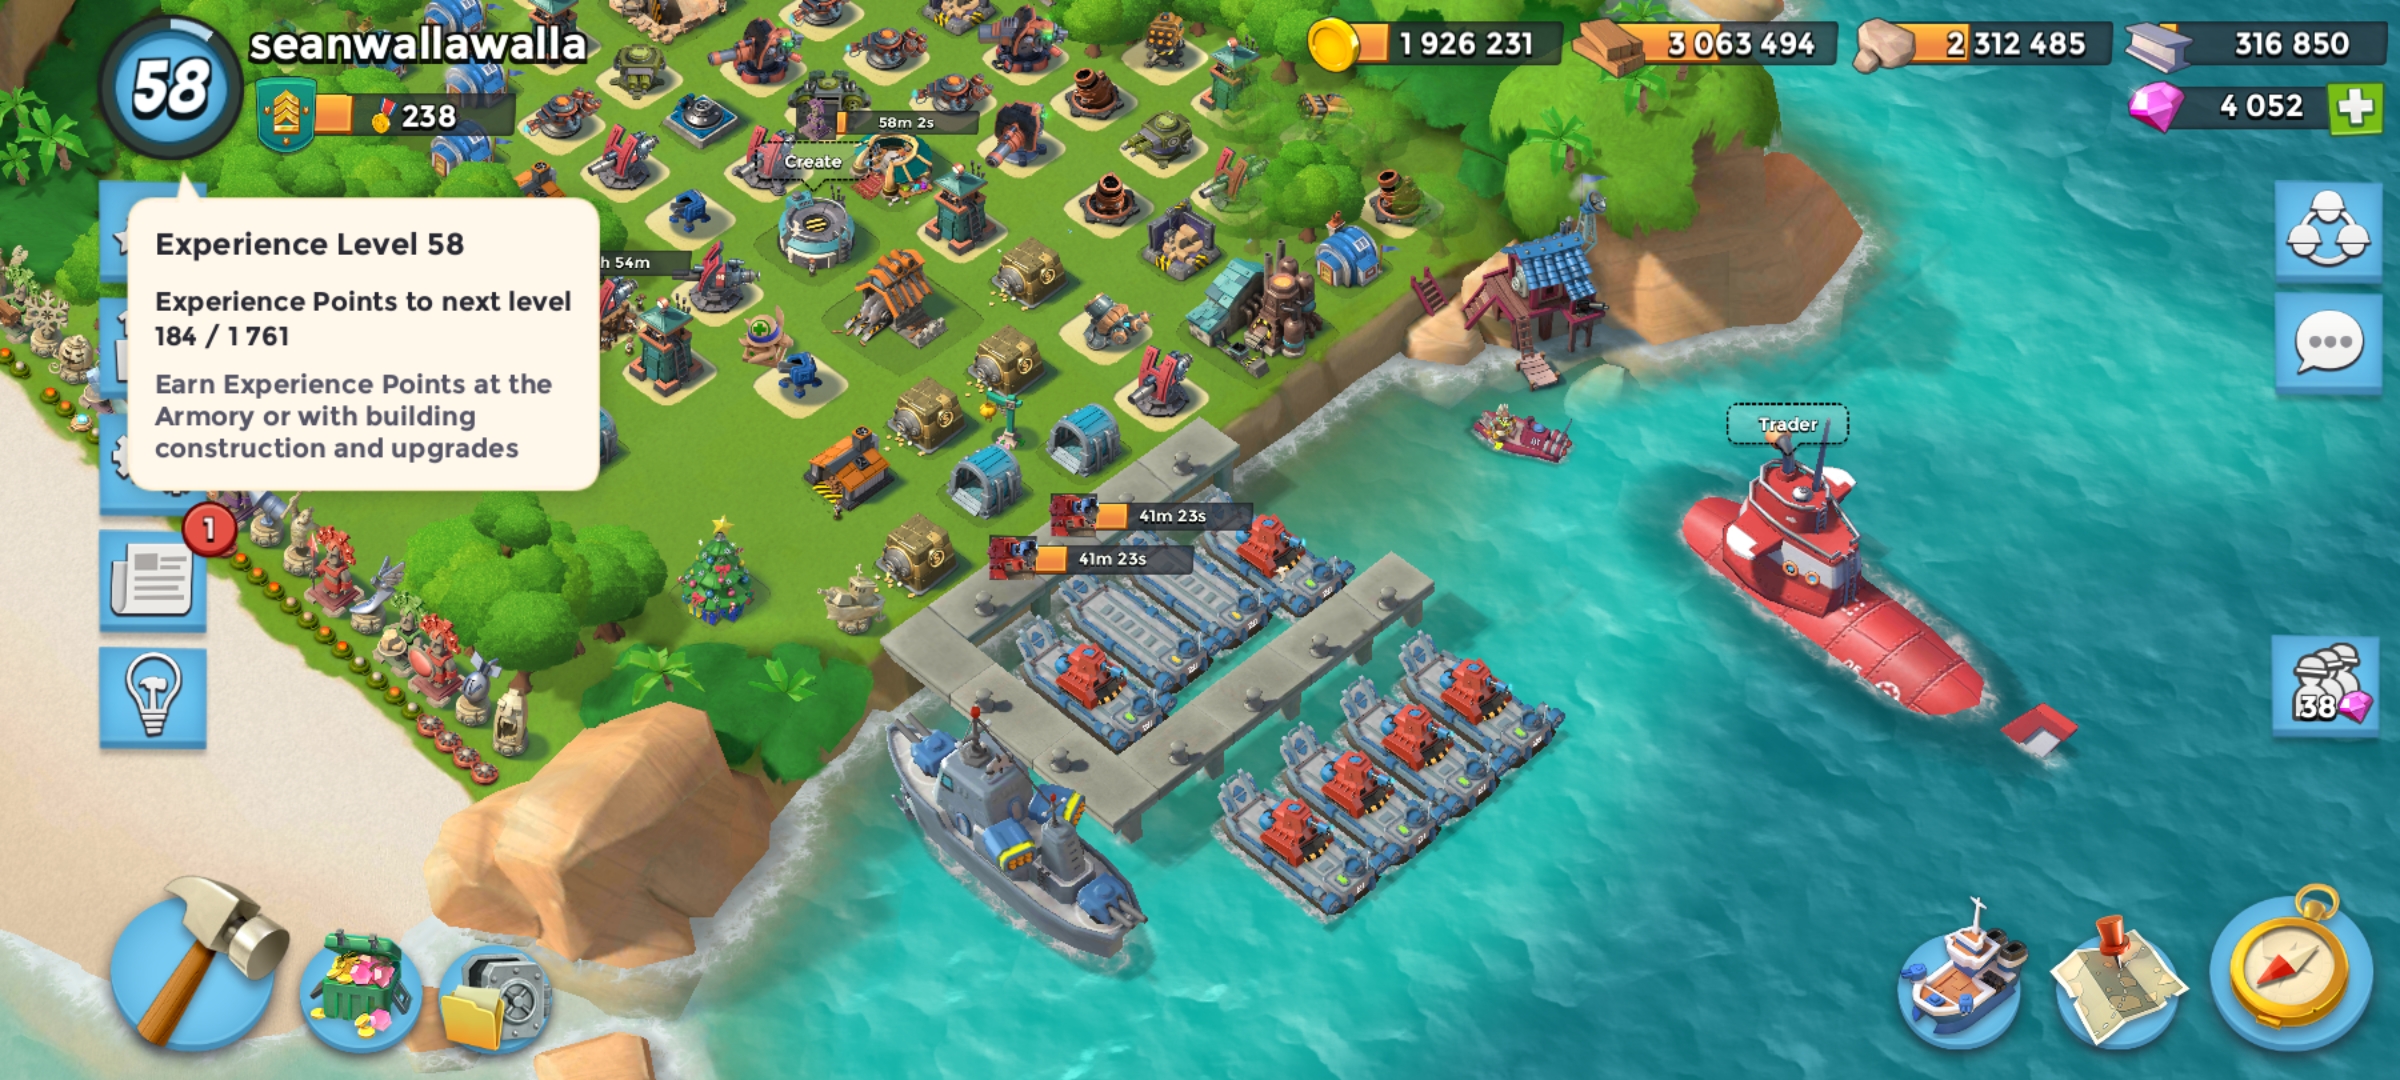 58
seanwallawalla
238
1 926 231
3 063 494
2 312 485
316 850
4 052
58m 2s
Create
Experience Level 58
Experience Points to next level
184 / 1 761
Earn Experience Points at the
Armory or with building
construction and upgrades
h 54m
Trader
1
41m 23s
41m 23s
138